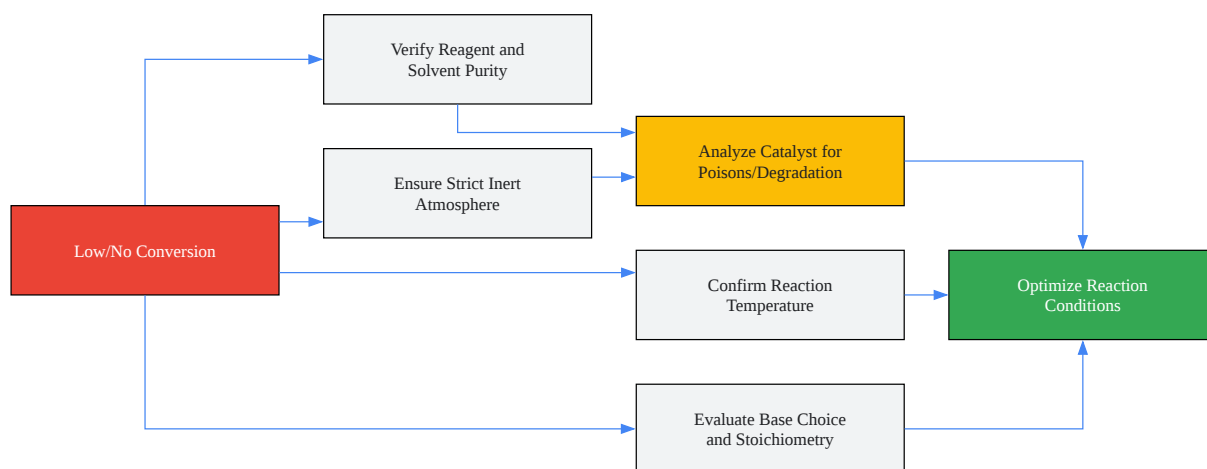 Verify Reagent and
Solvent Purity
Analyze Catalyst for
Poisons/Degradation
Ensure Strict Inert
Atmosphere
Low/No Conversion
Confirm Reaction
Temperature
Optimize Reaction
Conditions
Evaluate Base Choice
and Stoichiometry